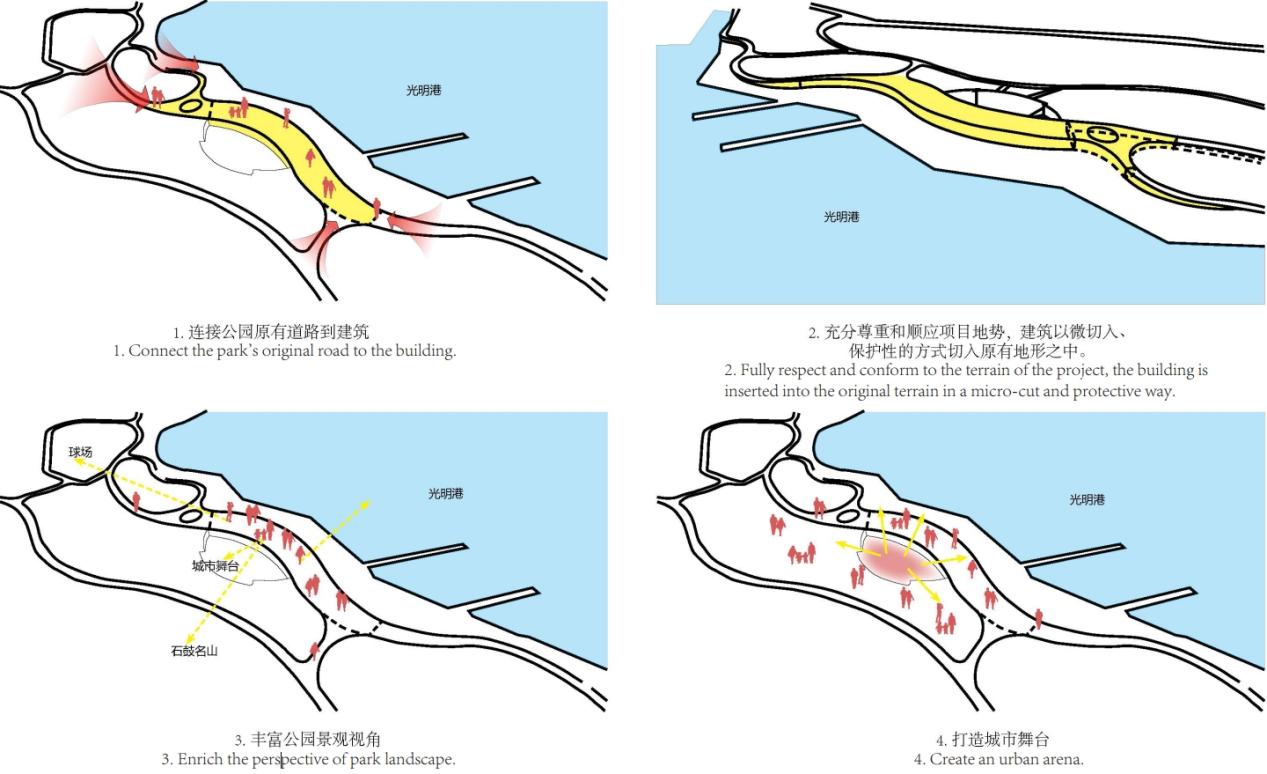 光明港
光明港
1. 连接公园原有道路到建筑
1. Connect the park's original road to the building.
2. 充分尊重和顺应项目地势，建筑以微切入、
保护性的方式切入原有地形之中。
2. Fully respect and conform to the terrain of the project, the building is
inserted into the original terrain in a micro-cut and protective way.
球场
光明港
城市舞台
石鼓名山
光明港
3. 丰富公园景观视角
3. Enrich the perspective of park landscape.
4. 打造城市舞台
4. Create an urban arena.